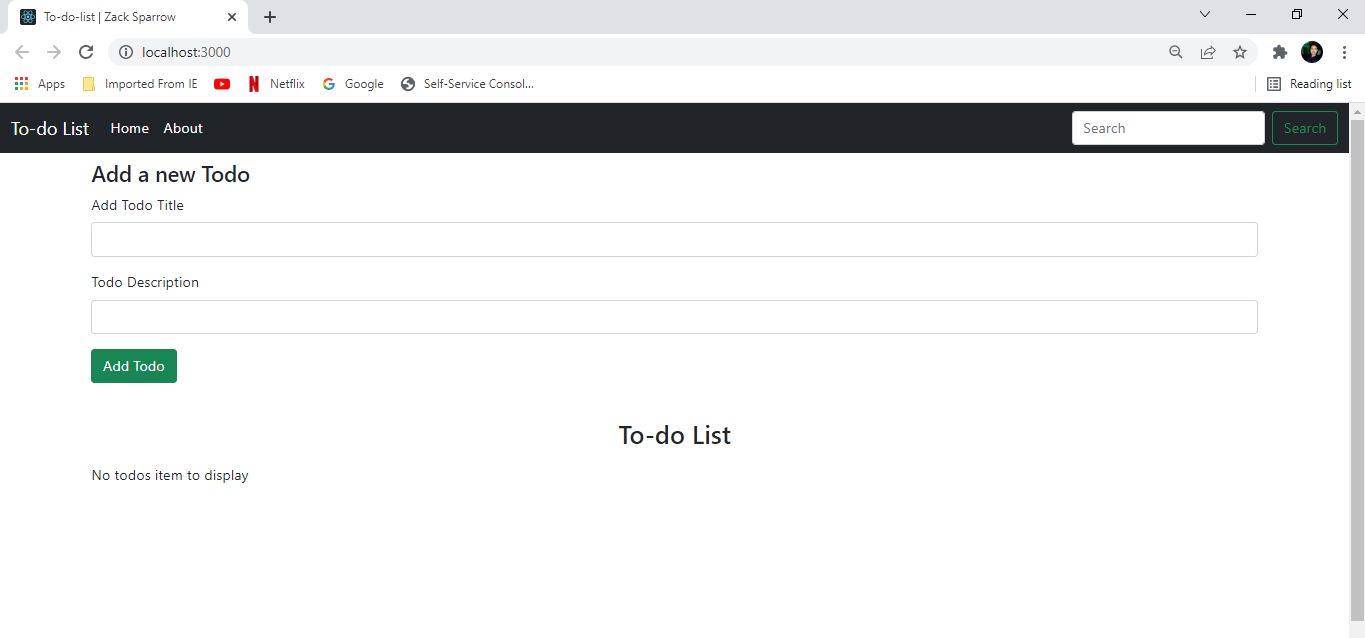 To-do-list | Zack Sparrow
localhost:3000
Apps Imported From IE Netflix Google Self-Service Consol... Reading list
To-do List Home About Search Search
Add a new Todo
Add Todo Title
Todo Description
Add Todo
To-do List
No todos item to display